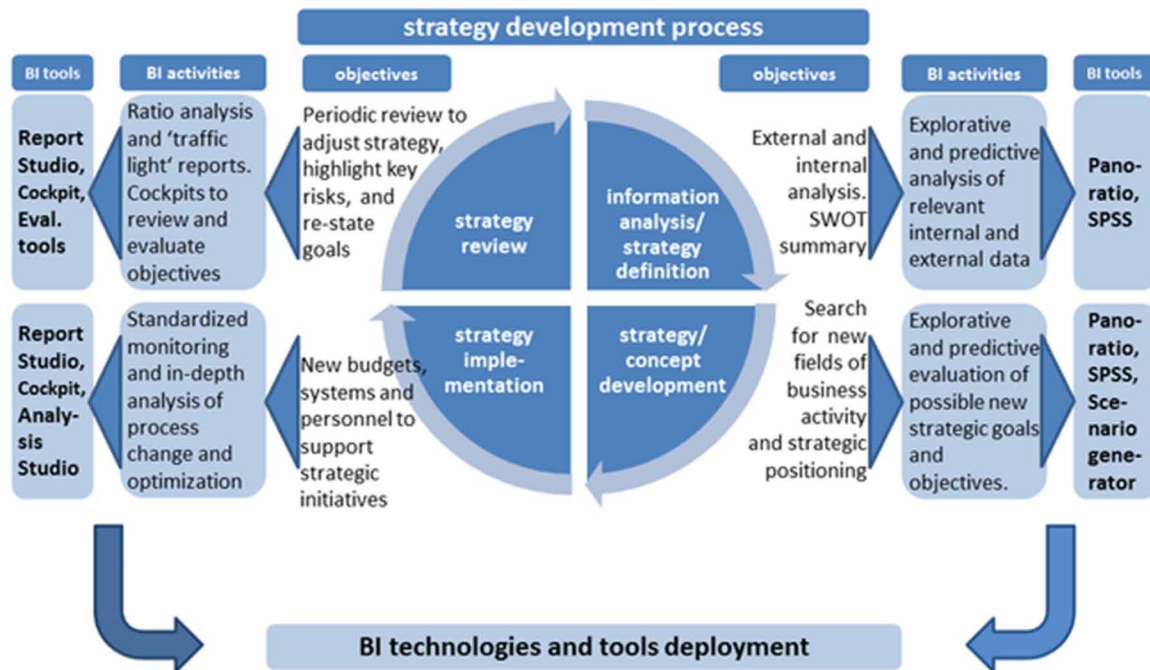 strategy development process
BI tools
BI activities
objectives
objectives
BI activities
BI tools
Report
Studio,
Cockpit,
Eval.
tools
Ratio analysis
and ‘traffic
light‘ reports.
Cockpits to
review and
evaluate
objectives
Periodic review to
adjust strategy,
highlight key
risks, and
re-state
goals
strategy
review
information
analysis/
strategy
definition
External and
internal
analysis.
SWOT
summary
Explorative
and predictive
analysis of
relevant
internal and
external data
Pano-
ratio,
SPSS
Report
Studio,
Cockpit,
Analy-
sis
Studio
Standardized
monitoring
and in-depth
analysis of
process
change and
optimization
New budgets,
systems and
personnel to
support
strategic
initiatives
strategy
imple-
mentation
strategy/
concept
development
Search
for new
fields of
business
activity
and strategic
positioning
Explorative
and predictive
evaluation of
possible new
strategic goals
and
objectives.
Pano-
ratio,
SPSS,
Sce-
nario
gene-
rator
BI technologies and tools deployment